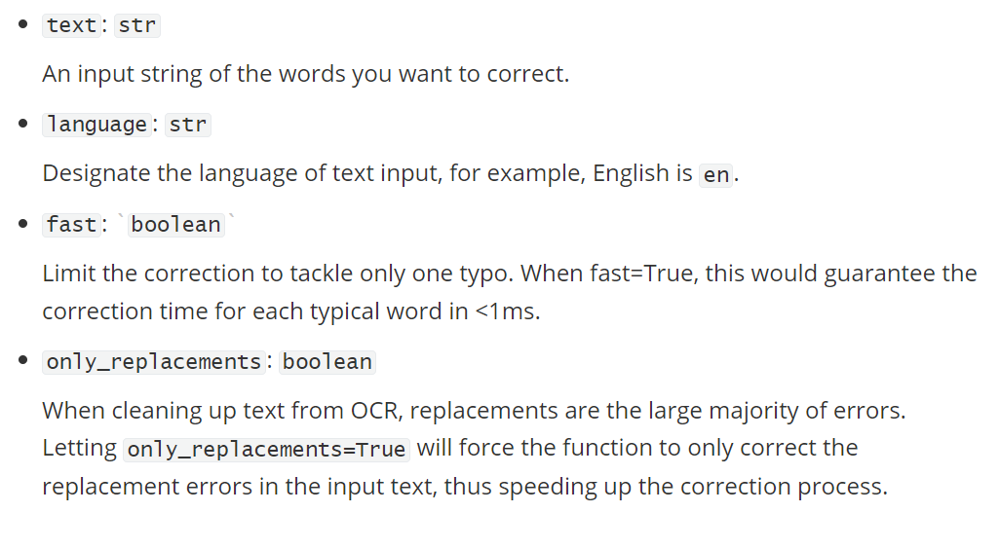 text: str
An input string of the words you want to correct.
language: str
Designate the language of text input, for example, English is en.
fast: `boolean`
Limit the correction to tackle only one typo. When fast=True, this would guarantee the
correction time for each typical word in <1ms.
only_replacements: boolean
When cleaning up text from OCR, replacements are the large majority of errors.
Letting only_replacements=True will force the function to only correct the
replacement errors in the input text, thus speeding up the correction process.